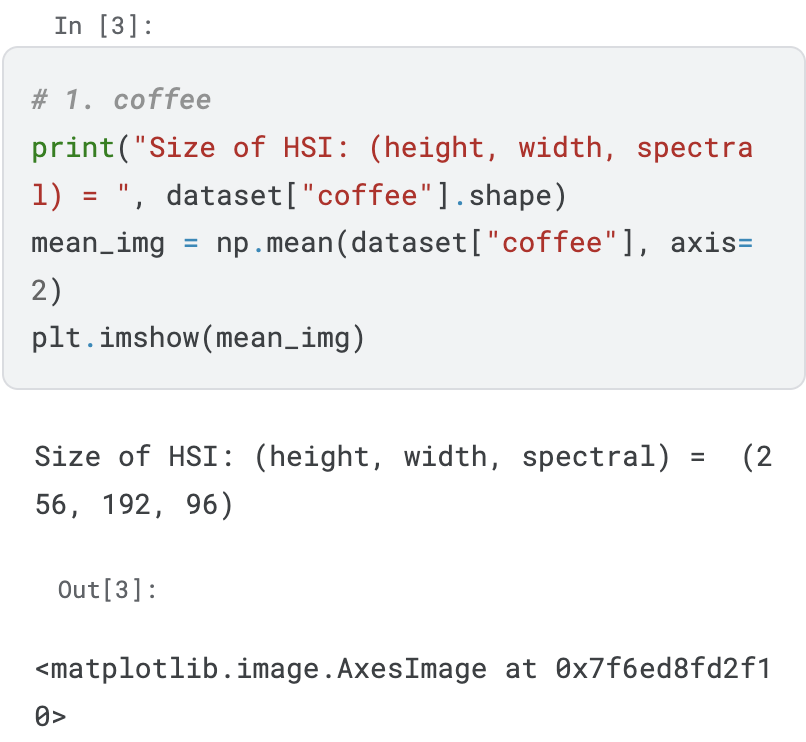 In [3]:
# 1. coffee
print("Size of HSI: (height, width, spectra
l) = ", dataset["coffee"].shape)
mean_img = np.mean(dataset["coffee"], axis=
2)
plt.imshow(mean_img)
Size of HSI: (height, width, spectral) =  (2
56, 192, 96)
Out[3]:
<matplotlib.image.AxesImage at 0x7f6ed8fd2f1
0>